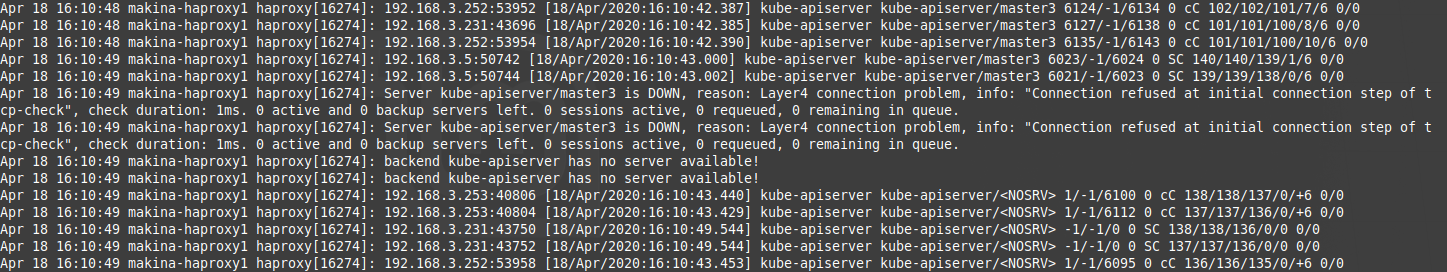 Apr 18 16:10:48 makina-haproxy1 haproxy[16274]: 192.168.3.252:53952 [18/Apr/2020:16:10:42.387] kube-apiserver kube-apiserver/master3 6124/-1/6134 0 cC 102/102/101/7/6 0/0
Apr 18 16:10:48 makina-haproxy1 haproxy[16274]: 192.168.3.231:43696 [18/Apr/2020:16:10:42.385] kube-apiserver kube-apiserver/master3 6127/-1/6138 0 cC 101/101/100/8/6 0/0
Apr 18 16:10:48 makina-haproxy1 haproxy[16274]: 192.168.3.252:53954 [18/Apr/2020:16:10:42.390] kube-apiserver kube-apiserver/master3 6135/-1/6143 0 cC 101/101/100/10/6 0/0
Apr 18 16:10:49 makina-haproxy1 haproxy[16274]: 192.168.3.5:50742 [18/Apr/2020:16:10:43.000] kube-apiserver kube-apiserver/master3 6023/-1/6024 0 SC 140/140/139/1/6 0/0
Apr 18 16:10:49 makina-haproxy1 haproxy[16274]: 192.168.3.5:50744 [18/Apr/2020:16:10:43.002] kube-apiserver kube-apiserver/master3 6021/-1/6023 0 SC 139/139/138/0/6 0/0
Apr 18 16:10:49 makina-haproxy1 haproxy[16274]: Server kube-apiserver/master3 is DOWN, reason: Layer4 connection problem, info: "Connection refused at initial connection step of t
cp-check", check duration: 1ms. 0 active and 0 backup servers left. 0 sessions active, 0 requeued, 0 remaining in queue.
Apr 18 16:10:49 makina-haproxy1 haproxy[16274]: Server kube-apiserver/master3 is DOWN, reason: Layer4 connection problem, info: "Connection refused at initial connection step of t
cp-check", check duration: 1ms. 0 active and 0 backup servers left. 0 sessions active, 0 requeued, 0 remaining in queue.
Apr 18 16:10:49 makina-haproxy1 haproxy[16274]: backend kube-apiserver has no server available!
Apr 18 16:10:49 makina-haproxy1 haproxy[16274]: backend kube-apiserver has no server available!
Apr 18 16:10:49 makina-haproxy1 haproxy[16274]: 192.168.3.253:40806 [18/Apr/2020:16:10:43.440] kube-apiserver kube-apiserver/<NOSRV> 1/-1/6100 0 cC 138/138/137/0/+6 0/0
Apr 18 16:10:49 makina-haproxy1 haproxy[16274]: 192.168.3.253:40804 [18/Apr/2020:16:10:43.429] kube-apiserver kube-apiserver/<NOSRV> 1/-1/6112 0 cC 137/137/136/0/+6 0/0
Apr 18 16:10:49 makina-haproxy1 haproxy[16274]: 192.168.3.231:43750 [18/Apr/2020:16:10:49.544] kube-apiserver kube-apiserver/<NOSRV> -1/-1/0 0 SC 138/138/136/0/0 0/0
Apr 18 16:10:49 makina-haproxy1 haproxy[16274]: 192.168.3.231:43752 [18/Apr/2020:16:10:49.544] kube-apiserver kube-apiserver/<NOSRV> -1/-1/0 0 SC 137/137/136/0/0 0/0
Apr 18 16:10:49 makina-haproxy1 haproxy[16274]: 192.168.3.252:53958 [18/Apr/2020:16:10:43.453] kube-apiserver kube-apiserver/<NOSRV> 1/-1/6095 0 cC 136/136/135/0/+6 0/0